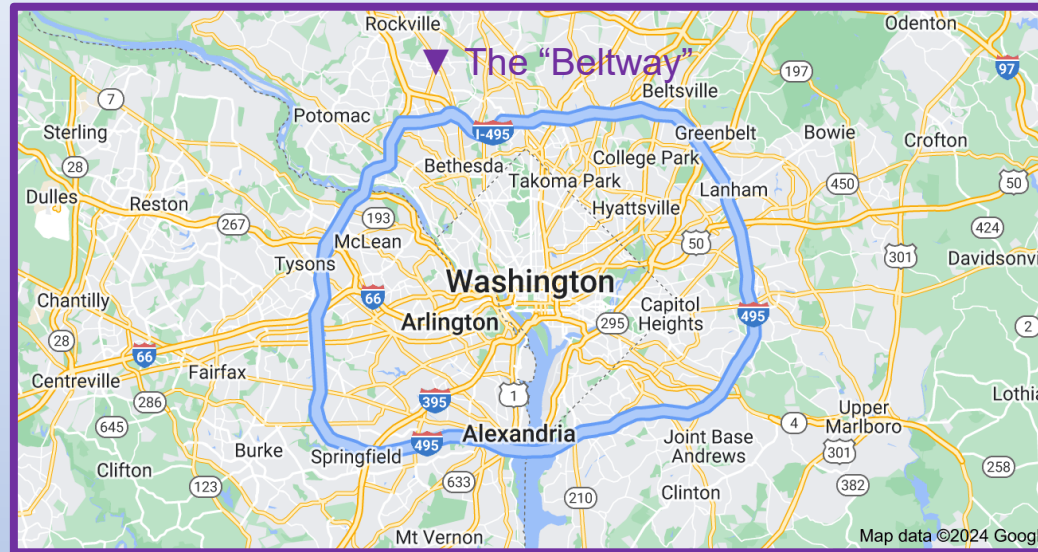 Rockville
Odenton
▼ The “Beltway”
97
197
7
Potomac
Beltsville
I-495
Sterling
Greenbelt
Bowie
Crofton
28
Bethesda
College Park
Takoma Park
50
Dulles
Reston
Lanham
450
193
Hyattsville
267
50
424
McLean
301
Davidsonvi
Tysons
Washington
66
Chantilly
Capitol
Heights
495
Arlington
295
2
28
66
Fairfax
Centreville
286
395
1
Lothia
645
Alexandria
4
Upper
Marlboro
Burke
Springfield
495
Joint Base
Andrews
301
Clifton
123
633
210
Clinton
382
258
Mt Vernon
Map data ©2024 Googl